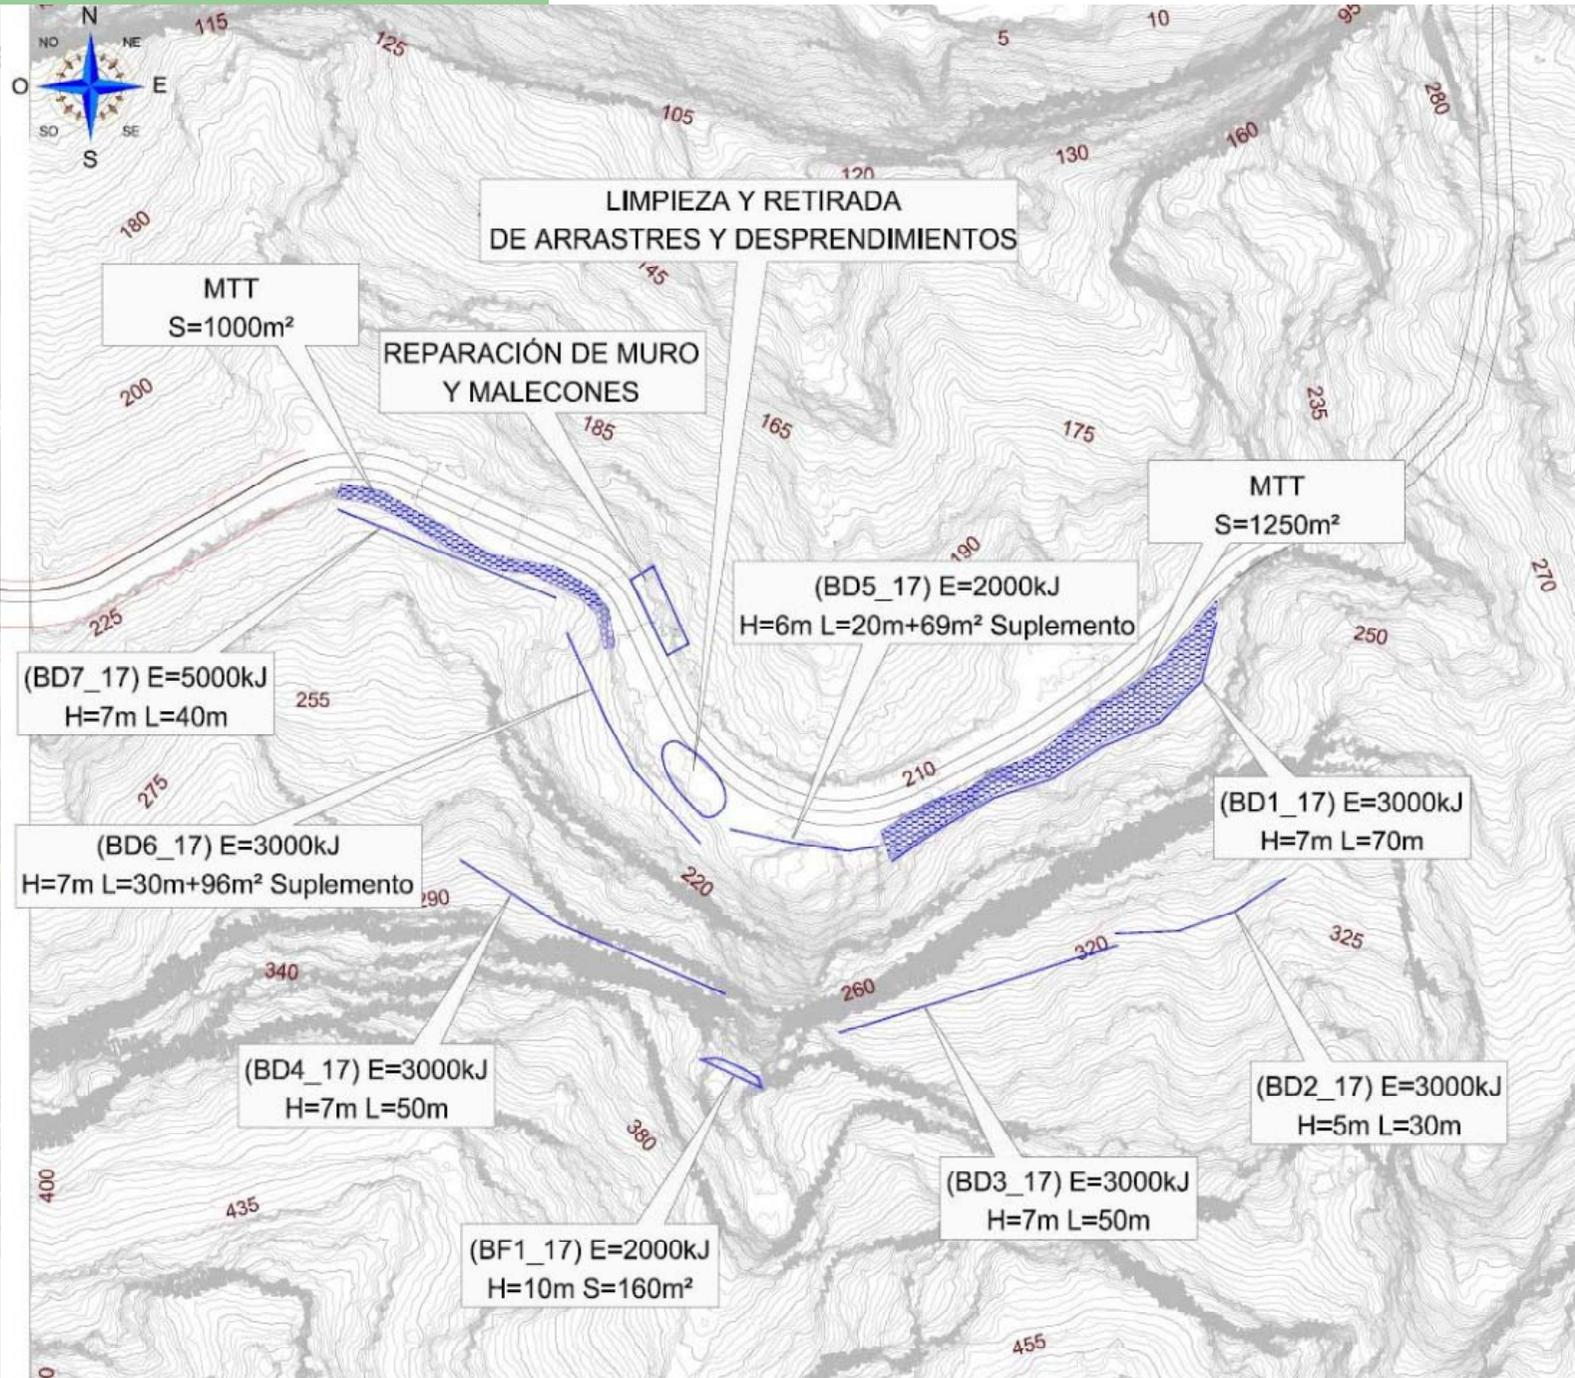 N
NO
NE
O
E
SO
SE
S
115
125
5
10
95
105
280
130
160
120
LIMPIEZA Y RETIRADA
DE ARRASTRES Y DESPRENDIMIENTOS
180
145
MTT
S=1000m²
REPARACIÓN DE MURO
Y MALECONES
200
185
165
175
235
MTT
S=1250m²
190
270
(BD5_17) E=2000kJ
H=6m L=20m+69m² Suplemento
225
250
(BD7_17) E=5000kJ
H=7m L=40m
255
275
210
(BD1_17) E=3000kJ
H=7m L=70m
(BD6_17) E=3000kJ
H=7m L=30m+96m² Suplemento
220
290
340
320
325
260
(BD4_17) E=3000kJ
H=7m L=50m
(BD2_17) E=3000kJ
H=5m L=30m
380
400
435
(BD3_17) E=3000kJ
H=7m L=50m
(BF1_17) E=2000kJ
H=10m S=160m²
455